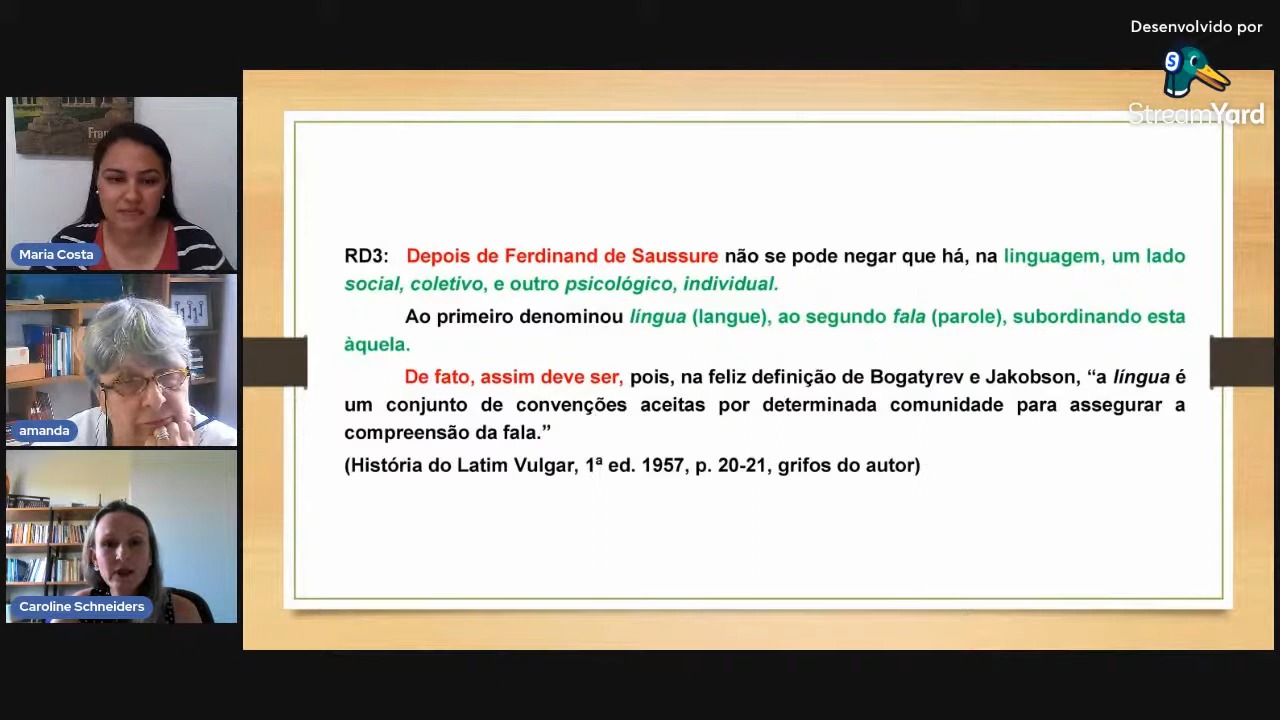 Desenvolvido por
StreamYard
Fran
Maria Costa
amanda
Caroline Schneiders
RD3: Depois de Ferdinand de Saussure não se pode negar que há, na linguagem, um lado
social, coletivo, e outro psicológico, individual.
Ao primeiro denominou língua (langue), ao segundo fala (parole), subordinando esta
àquela.
De fato, assim deve ser, pois, na feliz definição de Bogatyrev e Jakobson, “a língua é
um conjunto de convenções aceitas por determinada comunidade para assegurar a
compreensão da fala.”
(História do Latim Vulgar, 1ª ed. 1957, p. 20-21, grifos do autor)